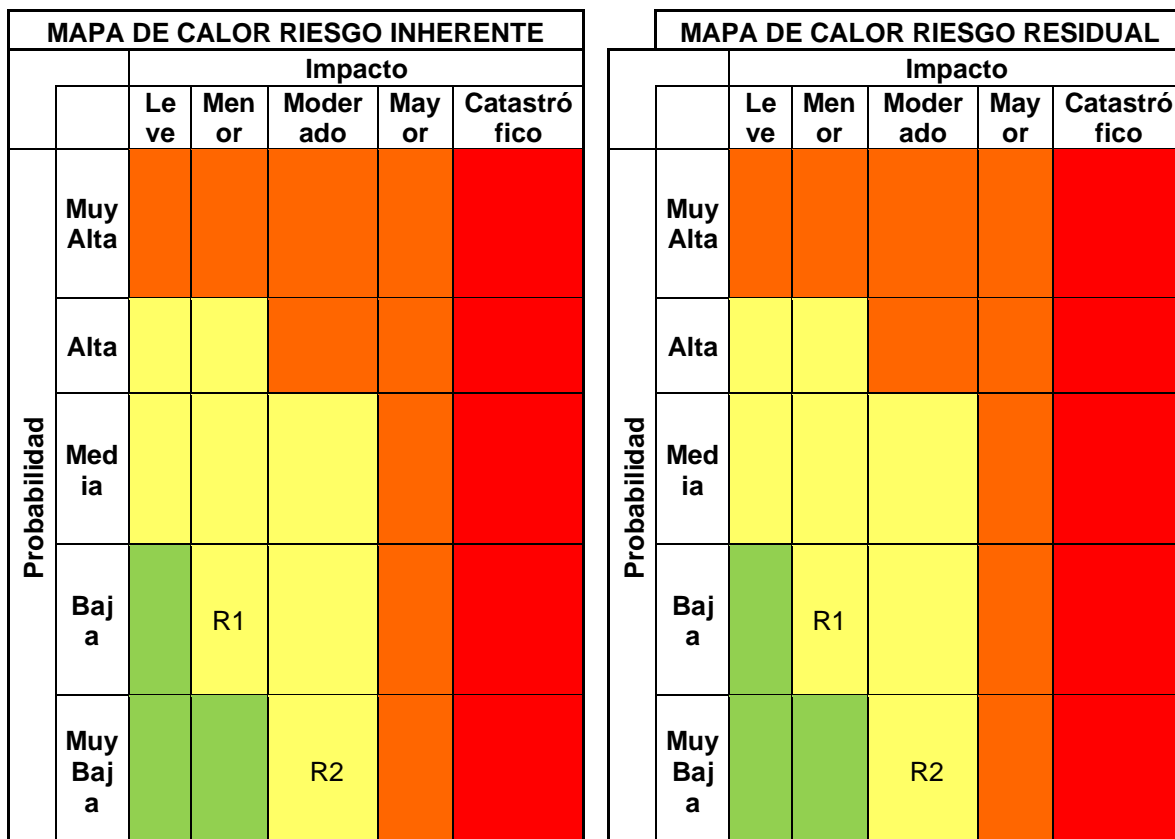 MAPA DE CALOR RIESGO INHERENTE
Impacto
Le
ve
Men
or
Moder
ado
May
or
Catastró
fico
Probabilidad
Muy
Alta
Alta
Med
ia
Baj
a
R1
Muy
Baj
a
R2
MAPA DE CALOR RIESGO RESIDUAL
Impacto
Le
ve
Men
or
Moder
ado
May
or
Catastró
fico
Probabilidad
Muy
Alta
Alta
Med
ia
Baj
a
R1
Muy
Baj
a
R2